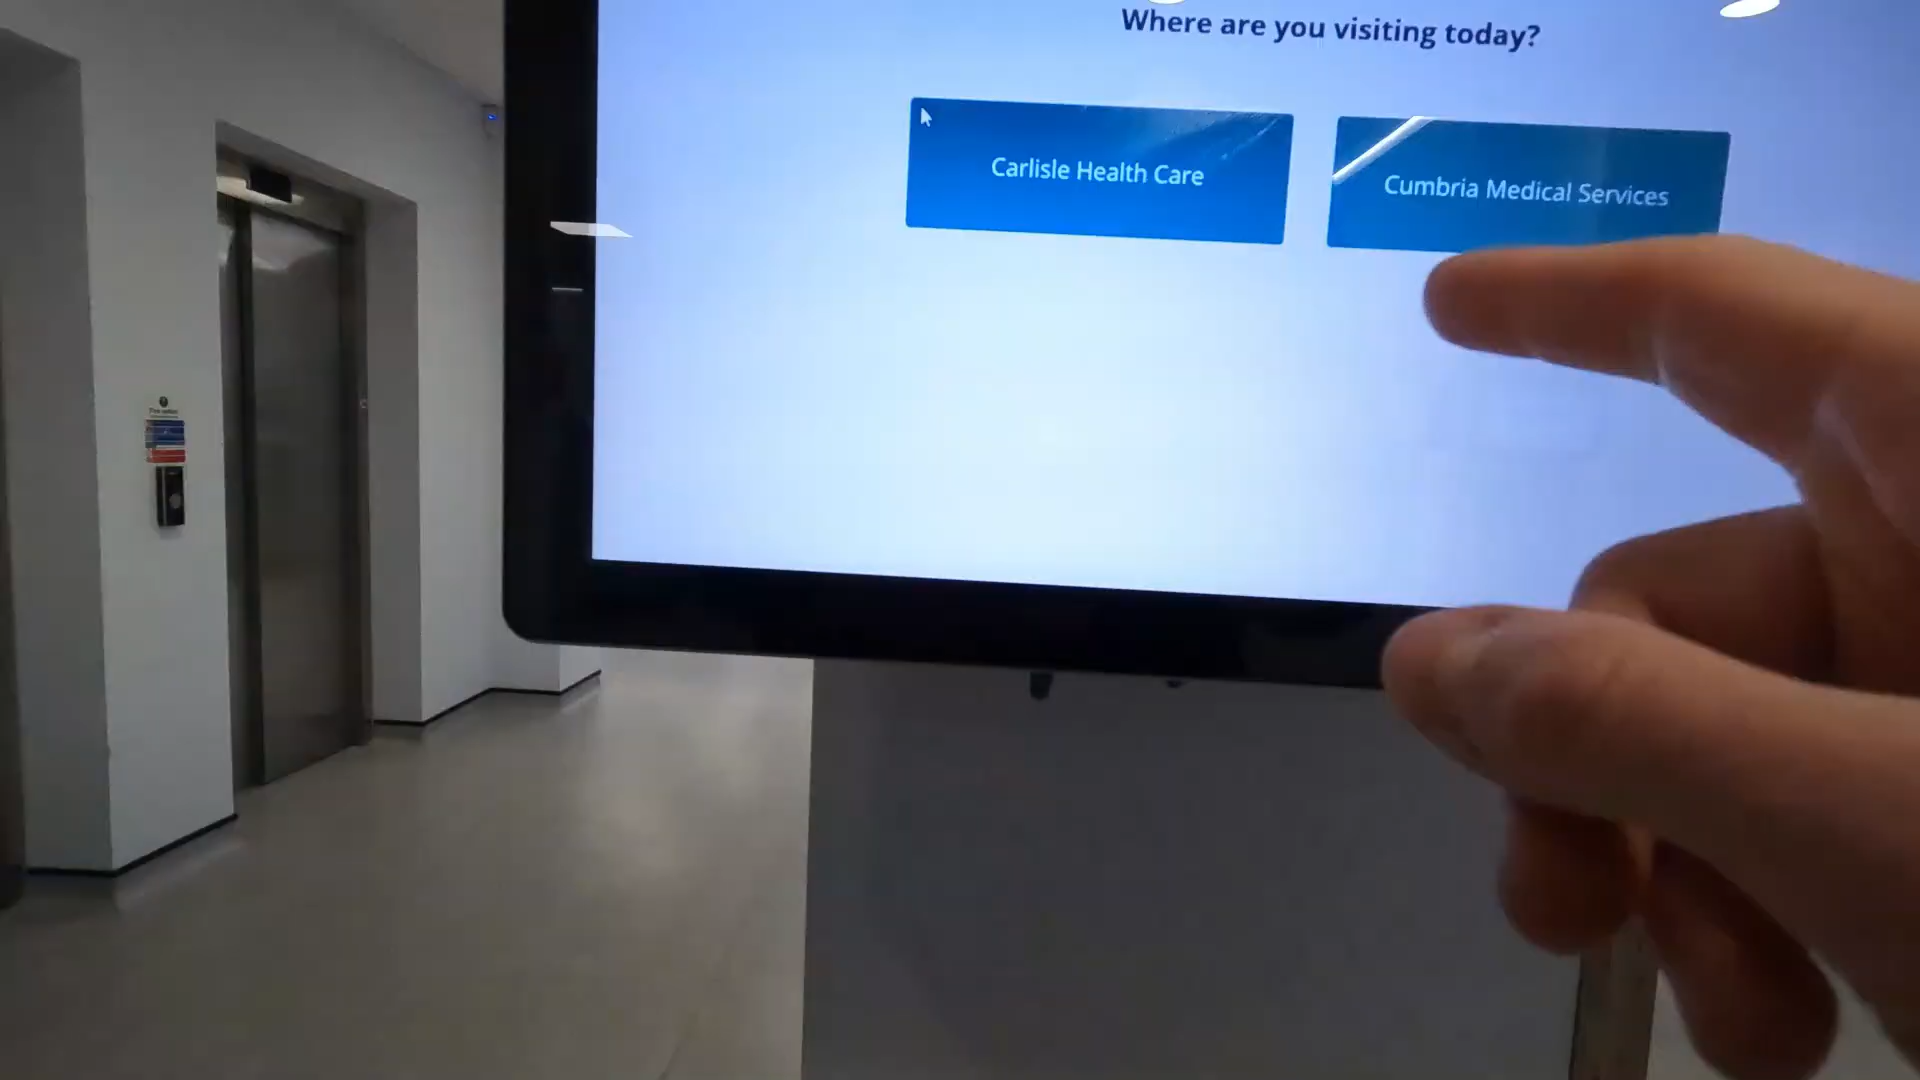 Where are you visiting today?
Carlisle Health Care
Cumbria Medical Services